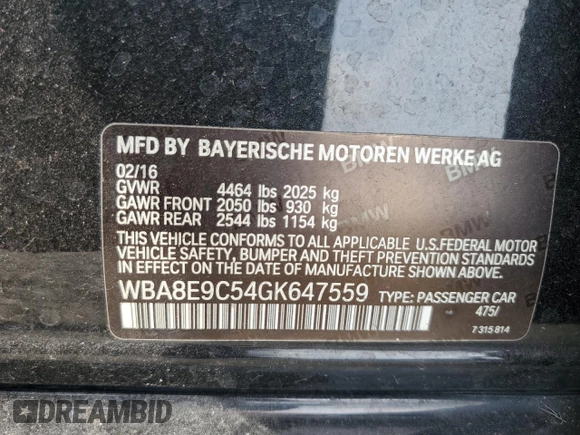 MFD BY BAYERISCHE MOTOREN WERKE AG
02/16
GVWR 4464 lbs 2025 kg
GAWR FRONT 2050 lbs 930 kg
GAWR REAR 2544 lbs 1154 kg
THIS VEHICLE CONFORMS TO ALL APPLICABLE U.S.FEDERAL MOTOR
VEHICLE SAFETY, BUMPER AND THEFT PREVENTION STANDARDS
IN EFFECT ON THE DATE OF MANUFACTURE SHOWN ABOVE.
WBA8E9C54GK647559 TYPE: PASSENGER CAR
475/
7 315 814
DREAMBID